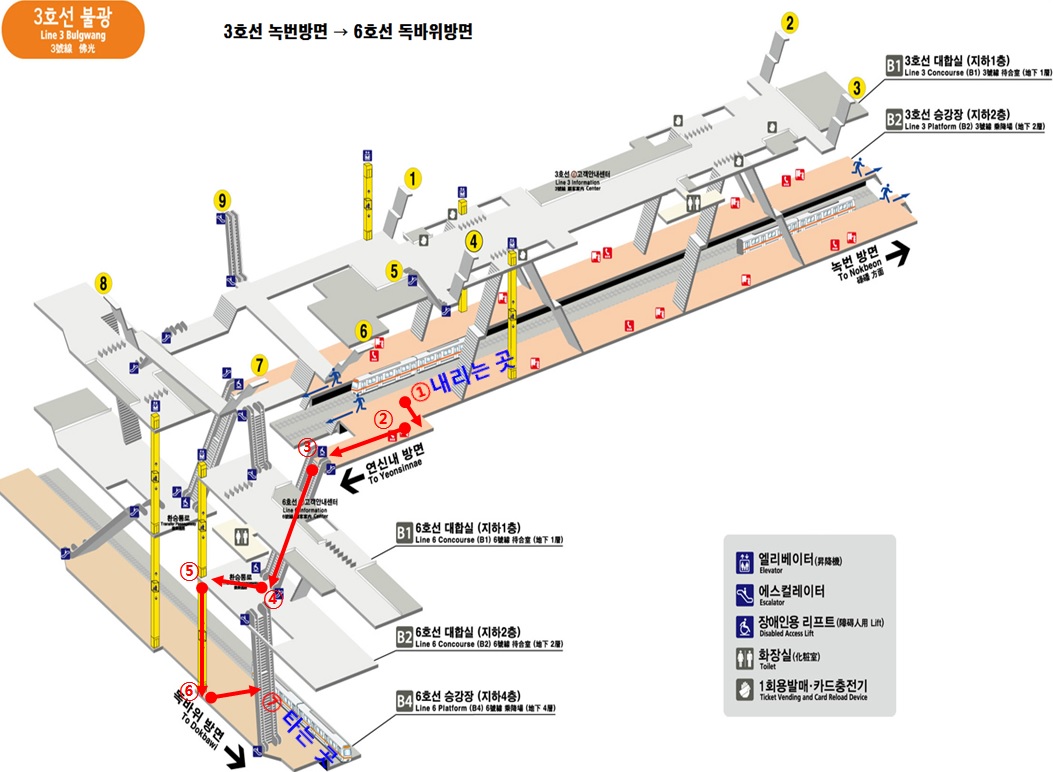 3호선 불광
Line 3 Bulgwang
3號線 佛光
3호선 녹번방면 → 6호선 독바위방면
2
B1 3호선 대합실 (지하1층)
Line 3 Concourse (B1) 3號線 待合室 (地下 1層)
3
B2 3호선 승강장 (지하2층)
Line 3 Platform (B2) 3號線 乘降場 (地下 2層)
1
3호선 고객안내센터
Line 3 Information Center
9
4
5
녹번 방면
To Nokbeon
碌磻 方面
8
6
7
① 내리는 곳
②
③
연신내 방면
To Yeonsinnae
6호선 고객안내센터
Line 6 Information Center
환승통로
B1 6호선 대합실 (지하1층)
Line 6 Concourse (B1) 6號線 待合室 (地下 1層)
⑤
환승통로
④
B2 6호선 대합실 (지하2층)
Line 6 Concourse (B2) 6號線 待合室 (地下 2層)
⑥
독바위 방면
To Dokbawi
⑦ 타는 곳
B4 6호선 승강장 (지하4층)
Line 6 Platform (B4) 6號線 乘降場 (地下 4層)
엘리베이터(昇降機)
Elevator
에스컬레이터
Escalator
장애인용 리프트(障碍人用 Lift)
Disabled Access Lift
화장실(化粧室)
Toilet
1회용발매·카드충전기
Ticket Vending and Card Reload Device